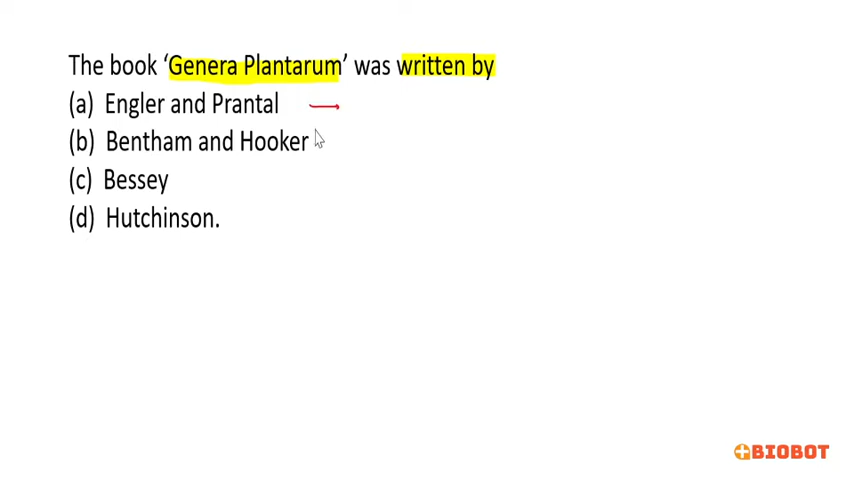 The book ‘Genera Plantarum’ was written by
(a) Engler and Prantal
(b) Bentham and Hooker
(c) Bessey
(d) Hutchinson.
BIOBOT